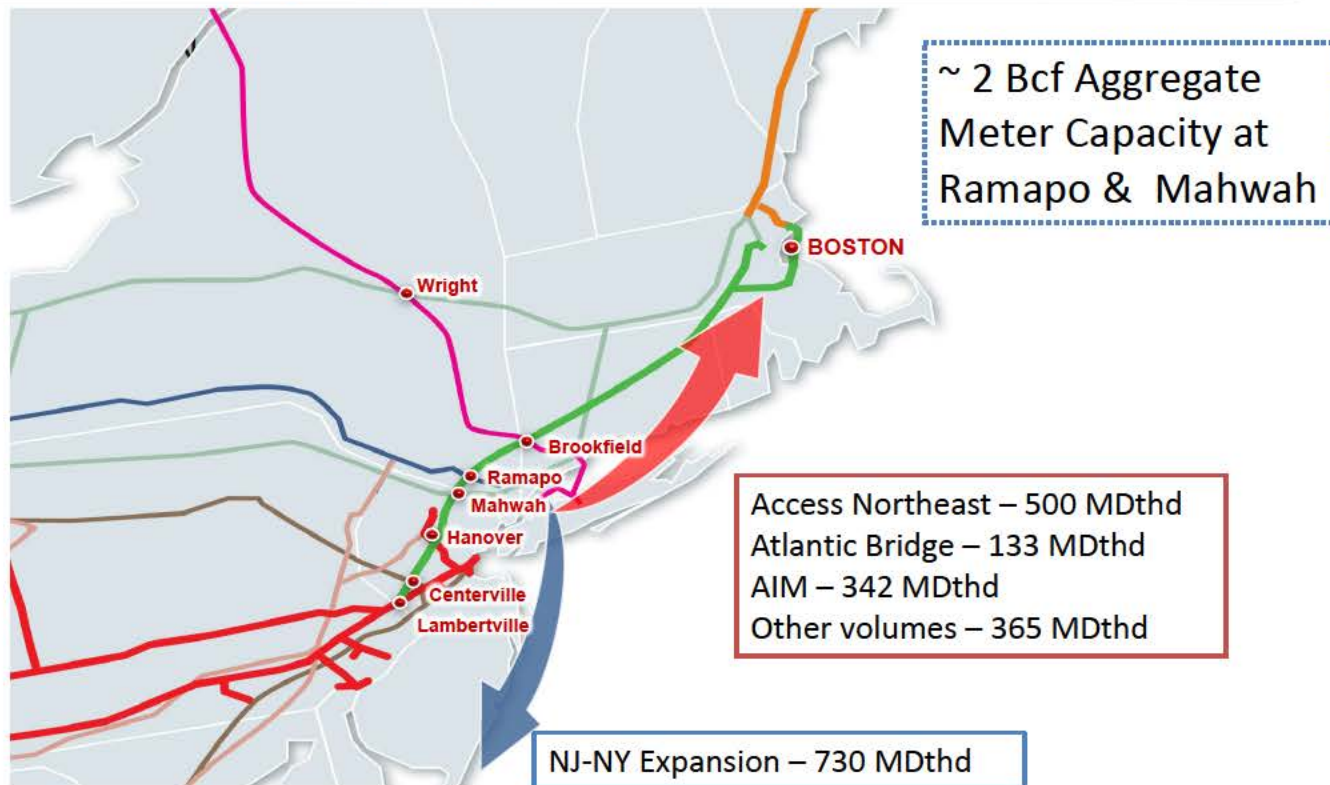 ~ 2 Bcf Aggregate
Meter Capacity at
Ramapo & Mahwah
BOSTON
Wright
Brookfield
Ramapo
Mahwah
Hanover
Centerville
Lambertville
Access Northeast – 500 MDthd
Atlantic Bridge – 133 MDthd
AIM – 342 MDthd
Other volumes – 365 MDthd
NJ-NY Expansion – 730 MDthd